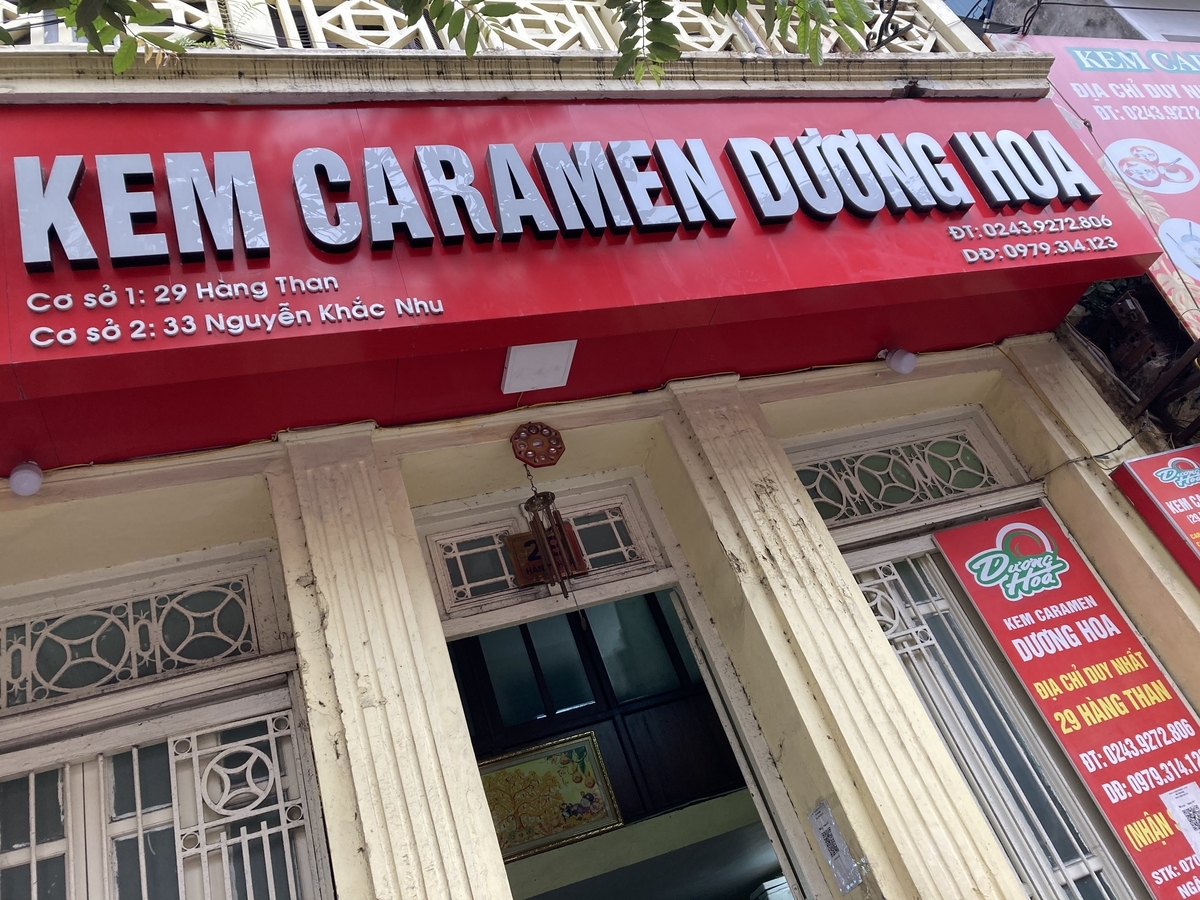 KEM CARAMEN DƯƠNG HOA
ĐT: 0243.9272.806
DĐ: 0979.314.123
Cơ sở 1: 29 Hàng Than
Cơ sở 2: 33 Nguyễn Khắc Nhu
KEM
ĐỊA CHỈ DUY
ĐT: 0243.9272
Dương
Hoa
KEM CARAMEN
DƯƠNG HOA
ĐỊA CHỈ DUY NHẤT
29 HÀNG THAN
ĐT: 0243.9272.806
DĐ: 0979.314.12
(NHẬN
STK:
Dương
Hoa
KEM